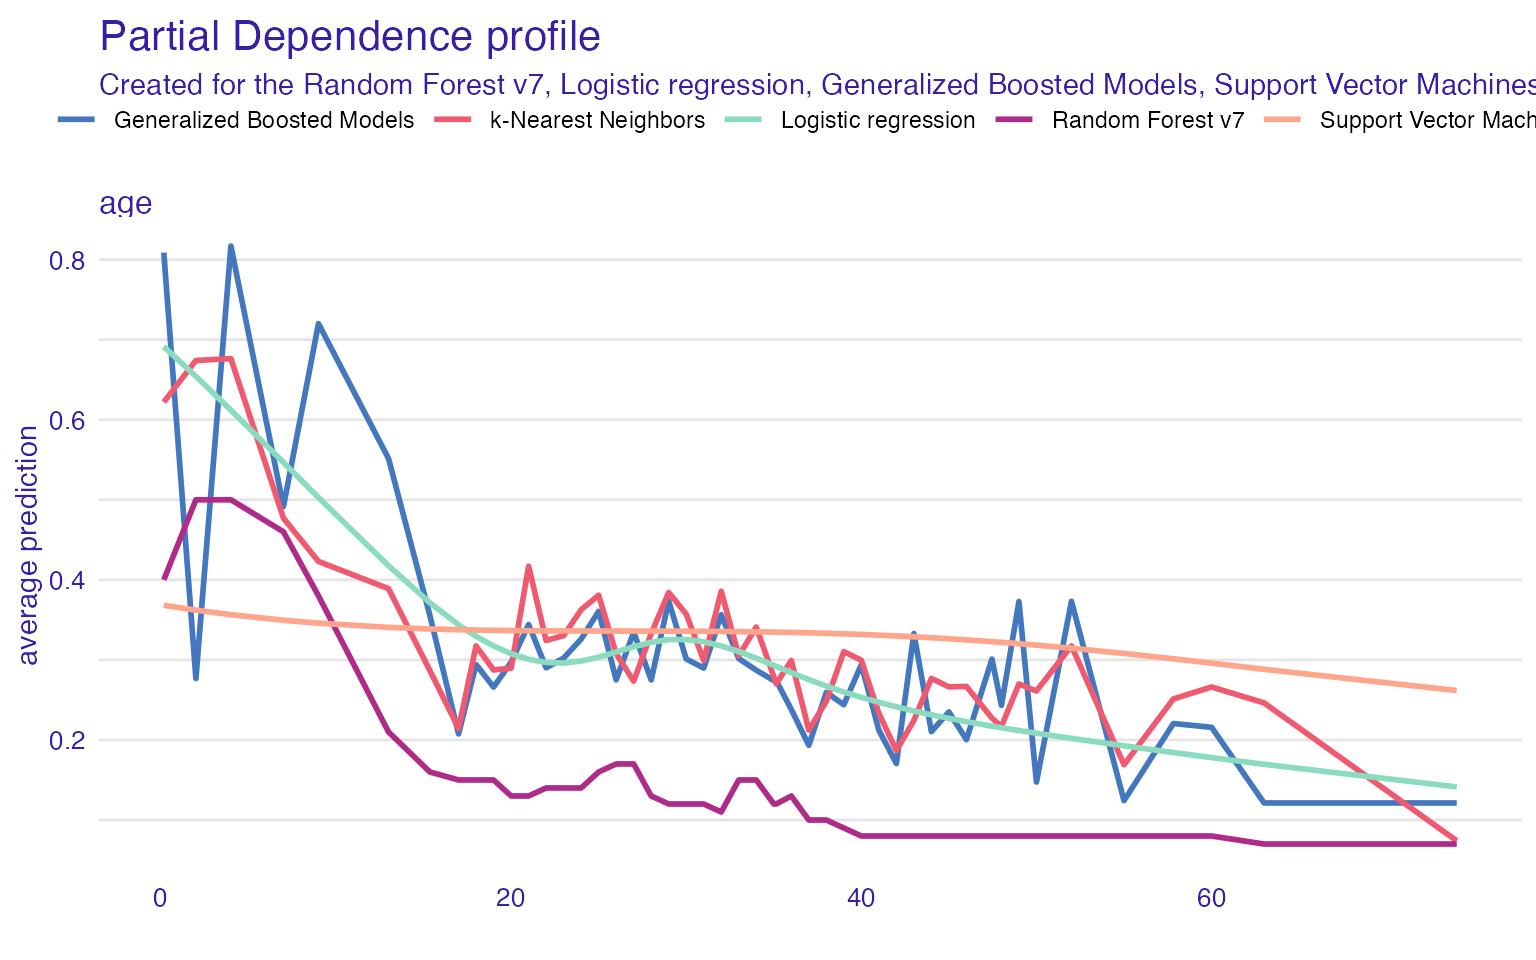 Partial Dependence profile
Created for the Random Forest v7, Logistic regression, Generalized Boosted Models, Support Vector Machines
Generalized Boosted Models k-Nearest Neighbors Logistic regression Random Forest v7 Support Vector Mach
age
average prediction
0.8
0.6
0.4
0.2
0 20 40 60